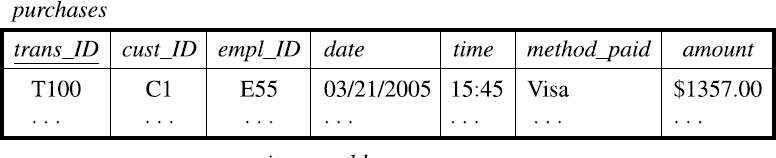 purchases
trans_ID cust_ID empl_ID date time method_paid amount
T100 C1 E55 03/21/2005 15:45 Visa $1357.00
. . . . . . . . . . . . . . . . . . . . .